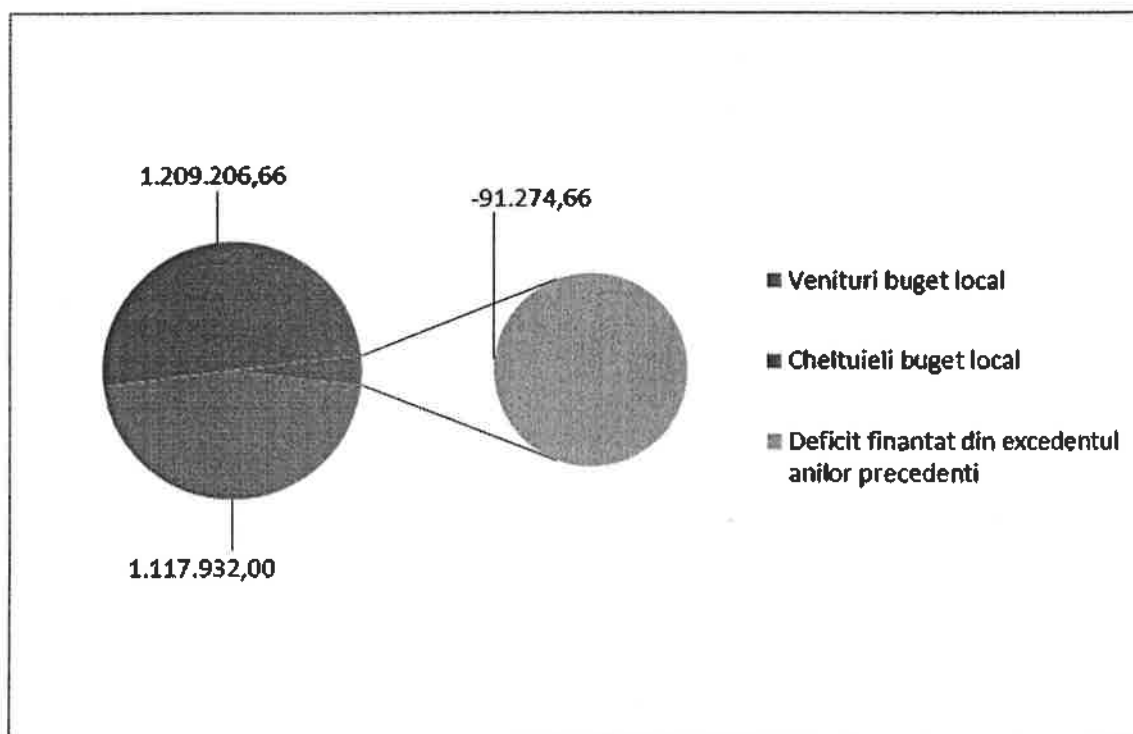 1.209.206,66
-91.274,66
Venituri buget local
Cheltuieli buget local
Deficit finantat din excedentul
anilor precedenti
1.117.932,00